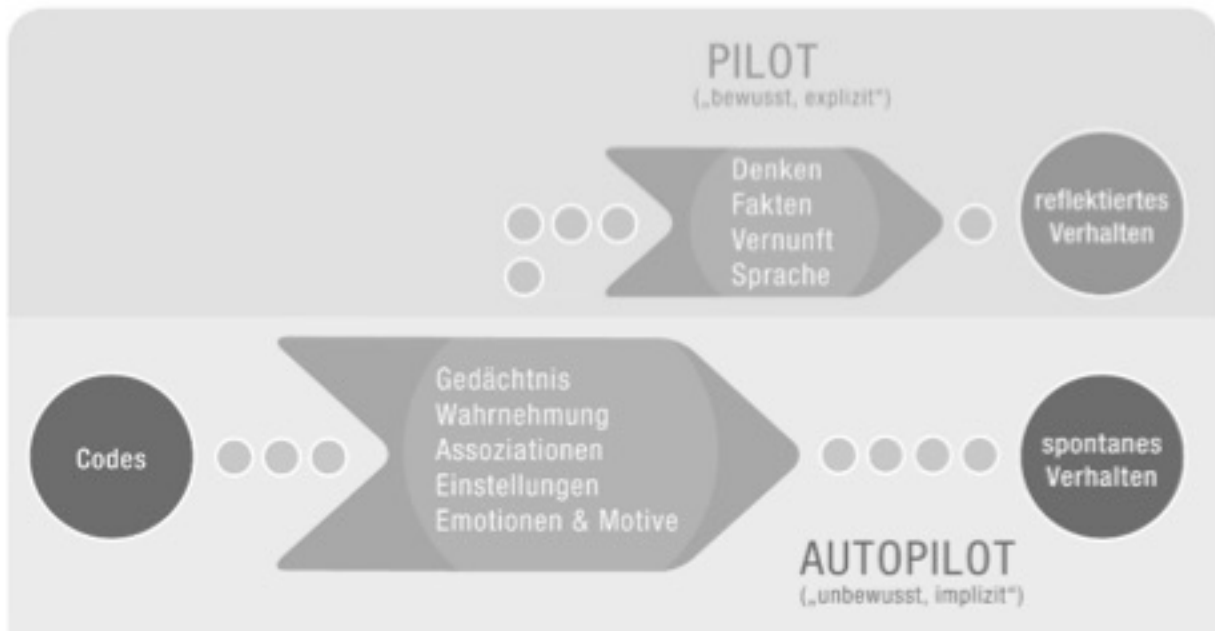 PILOT
(„bewusst, explizit“)
Denken
Fakten
Vernunft
Sprache
reflektiertes
Verhalten
Codes
Gedächtnis
Wahrnehmung
Assoziationen
Einstellungen
Emotionen & Motive
spontanes
Verhalten
AUTOPILOT
(„unbewusst, implizit“)